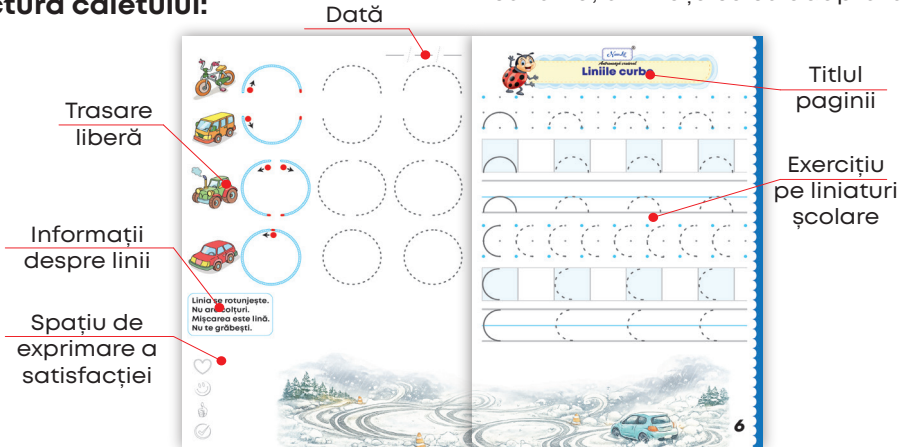 ctura caietului:
Dată
Titlul
paginii
Trasare
liberă
Exercițiu
pe liniaturi
școlare
Informații
despre linii
Spațiu de
exprimare a
satisfacției
Liniile curbe
Linia se rotunjește.
Nu are colțuri.
Mișcarea este lină.
Nu te grăbești.
6